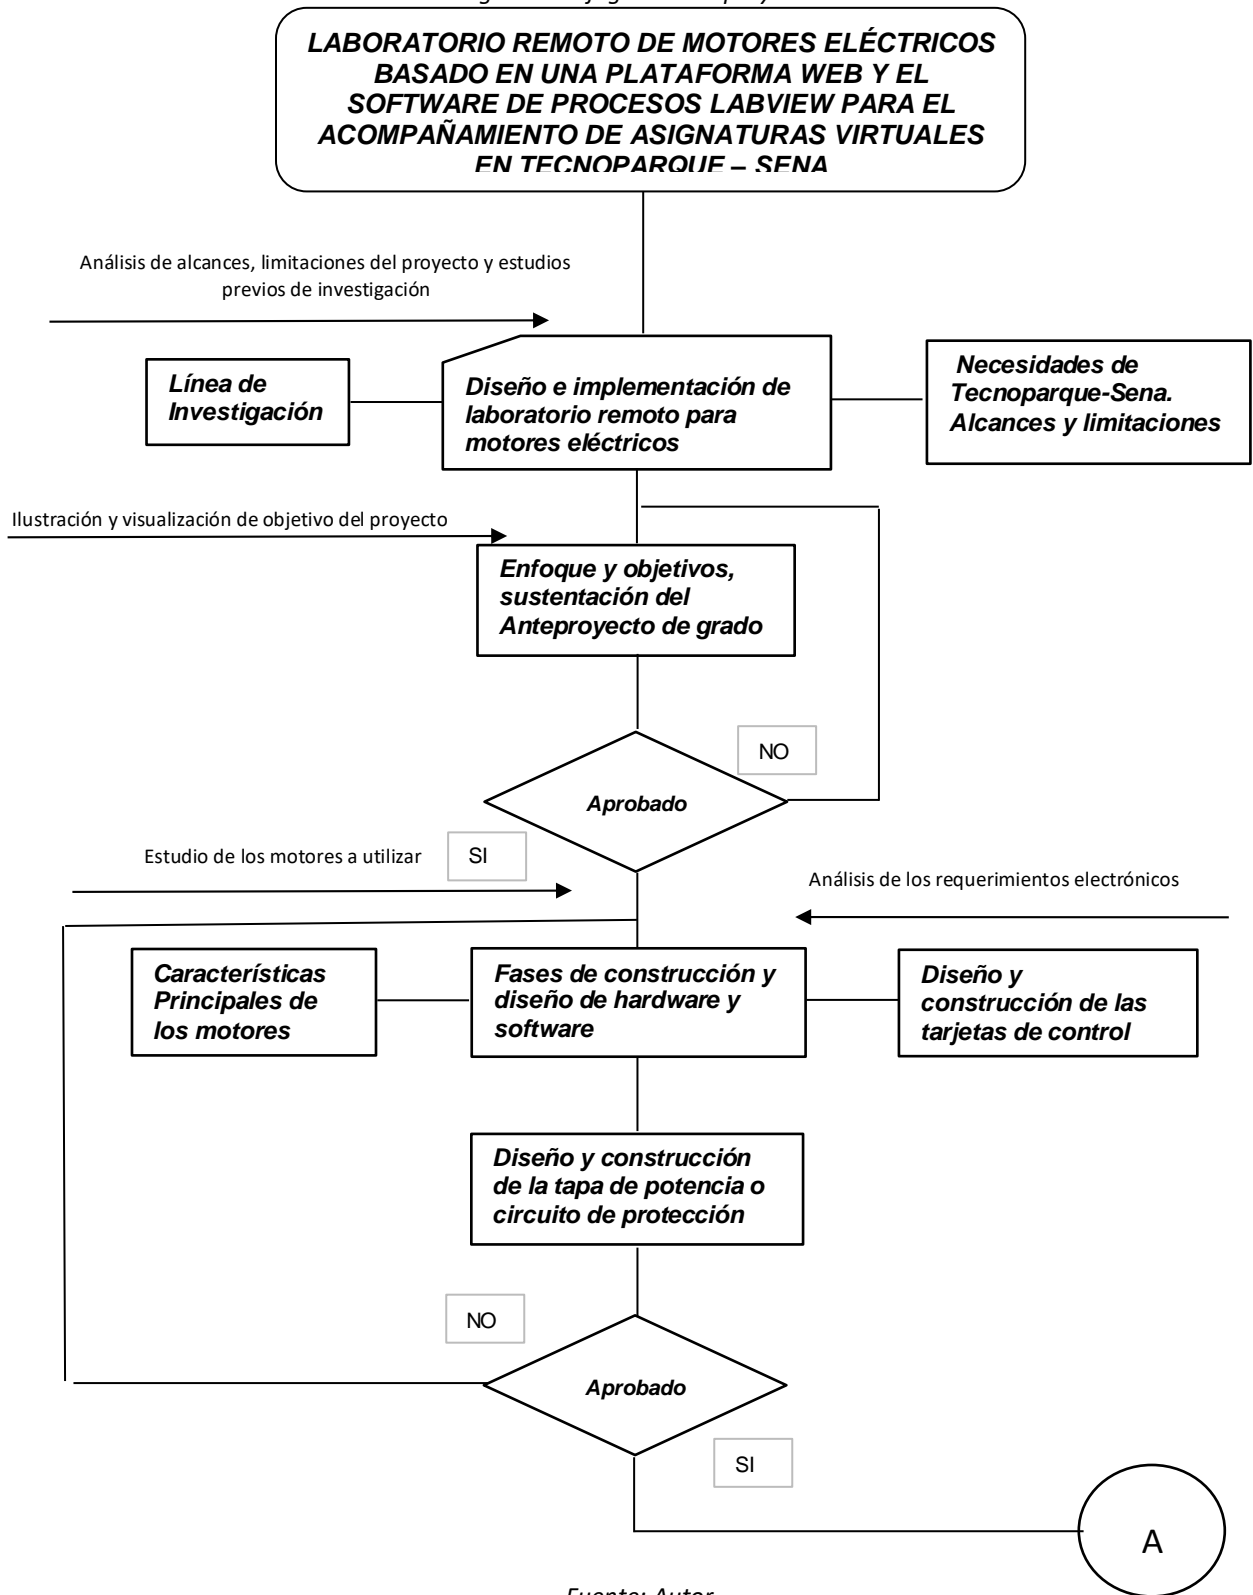 LABORATORIO REMOTO DE MOTORES ELÉCTRICOS
BASADO EN UNA PLATAFORMA WEB Y EL
SOFTWARE DE PROCESOS LABVIEW PARA EL
ACOMPAÑAMIENTO DE ASIGNATURAS VIRTUALES
EN TECNOPARQUE – SENA
Análisis de alcances, limitaciones del proyecto y estudios
previos de investigación
Línea de
Investigación
Diseño e implementación de
laboratorio remoto para
motores eléctricos
Necesidades de
Tecnoparque-Sena.
Alcances y limitaciones
Ilustración y visualización de objetivo del proyecto
Enfoque y objetivos,
sustentación del
Anteproyecto de grado
NO
Aprobado
Estudio de los motores a utilizar
SI
Análisis de los requerimientos electrónicos
Características
Principales de
los motores
Fases de construcción y
diseño de hardware y
software
Diseño y
construcción de las
tarjetas de control
Diseño y construcción
de la tapa de potencia o
circuito de protección
NO
Aprobado
SI
A
Fuente: Autor